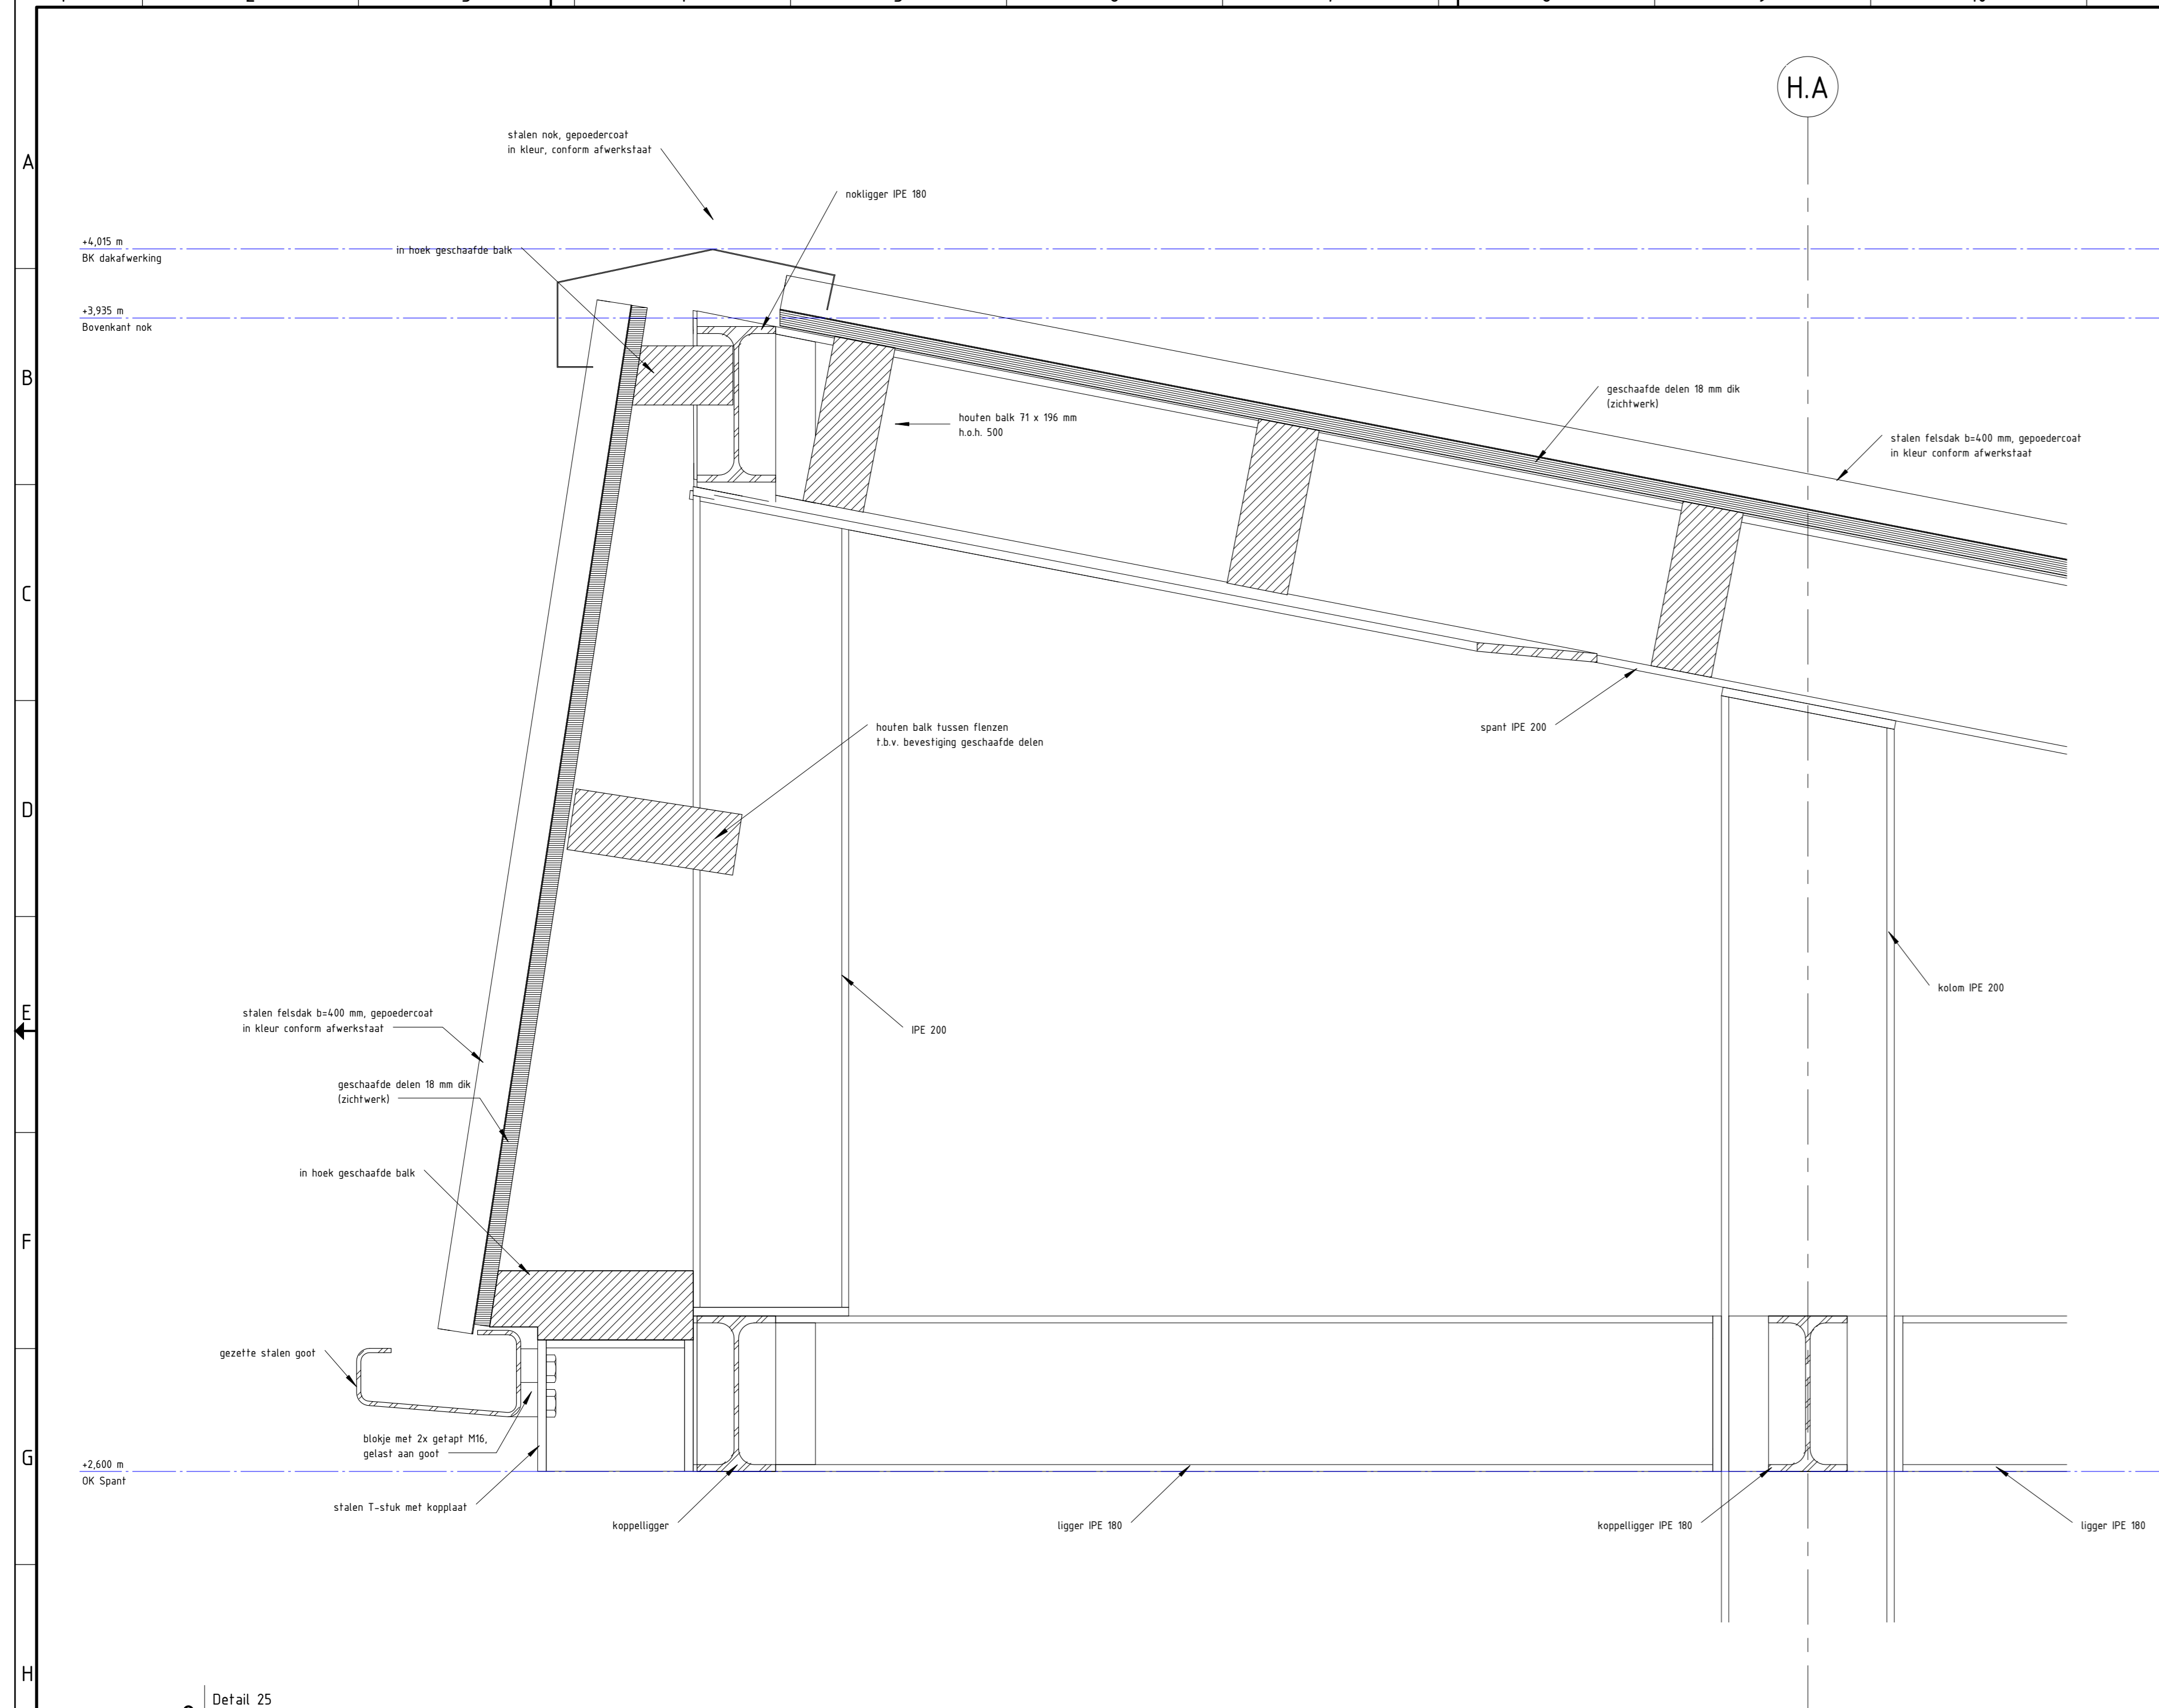 H.A
A
stalen nok, gepoedercoat
in kleur, conform afwerkstaat
nokligger IPE 180
+4,015 m
BK dakafwerking
in hoek geschaafde balk
+3,935 m
Bovenkant nok
B
houten balk 71 x 196 mm
h.o.h. 500
geschaafde delen 18 mm dik
(zichtwerk)
stalen felsdak b=400 mm, gepoedercoat
in kleur conform afwerkstaat
C
houten balk tussen flenzen
t.b.v. bevestiging geschaafde delen
spant IPE 200
D
kolom IPE 200
E
stalen felsdak b=400 mm, gepoedercoat
in kleur conform afwerkstaat
IPE 200
geschaafde delen 18 mm dik
(zichtwerk)
in hoek geschaafde balk
F
gezette stalen goot
blokje met 2x getapt M16,
gelast aan goot
G
+2,600 m
OK Spant
stalen T-stuk met kopplaat
koppelligger
ligger IPE 180
koppelligger IPE 180
ligger IPE 180
H
Detail 25